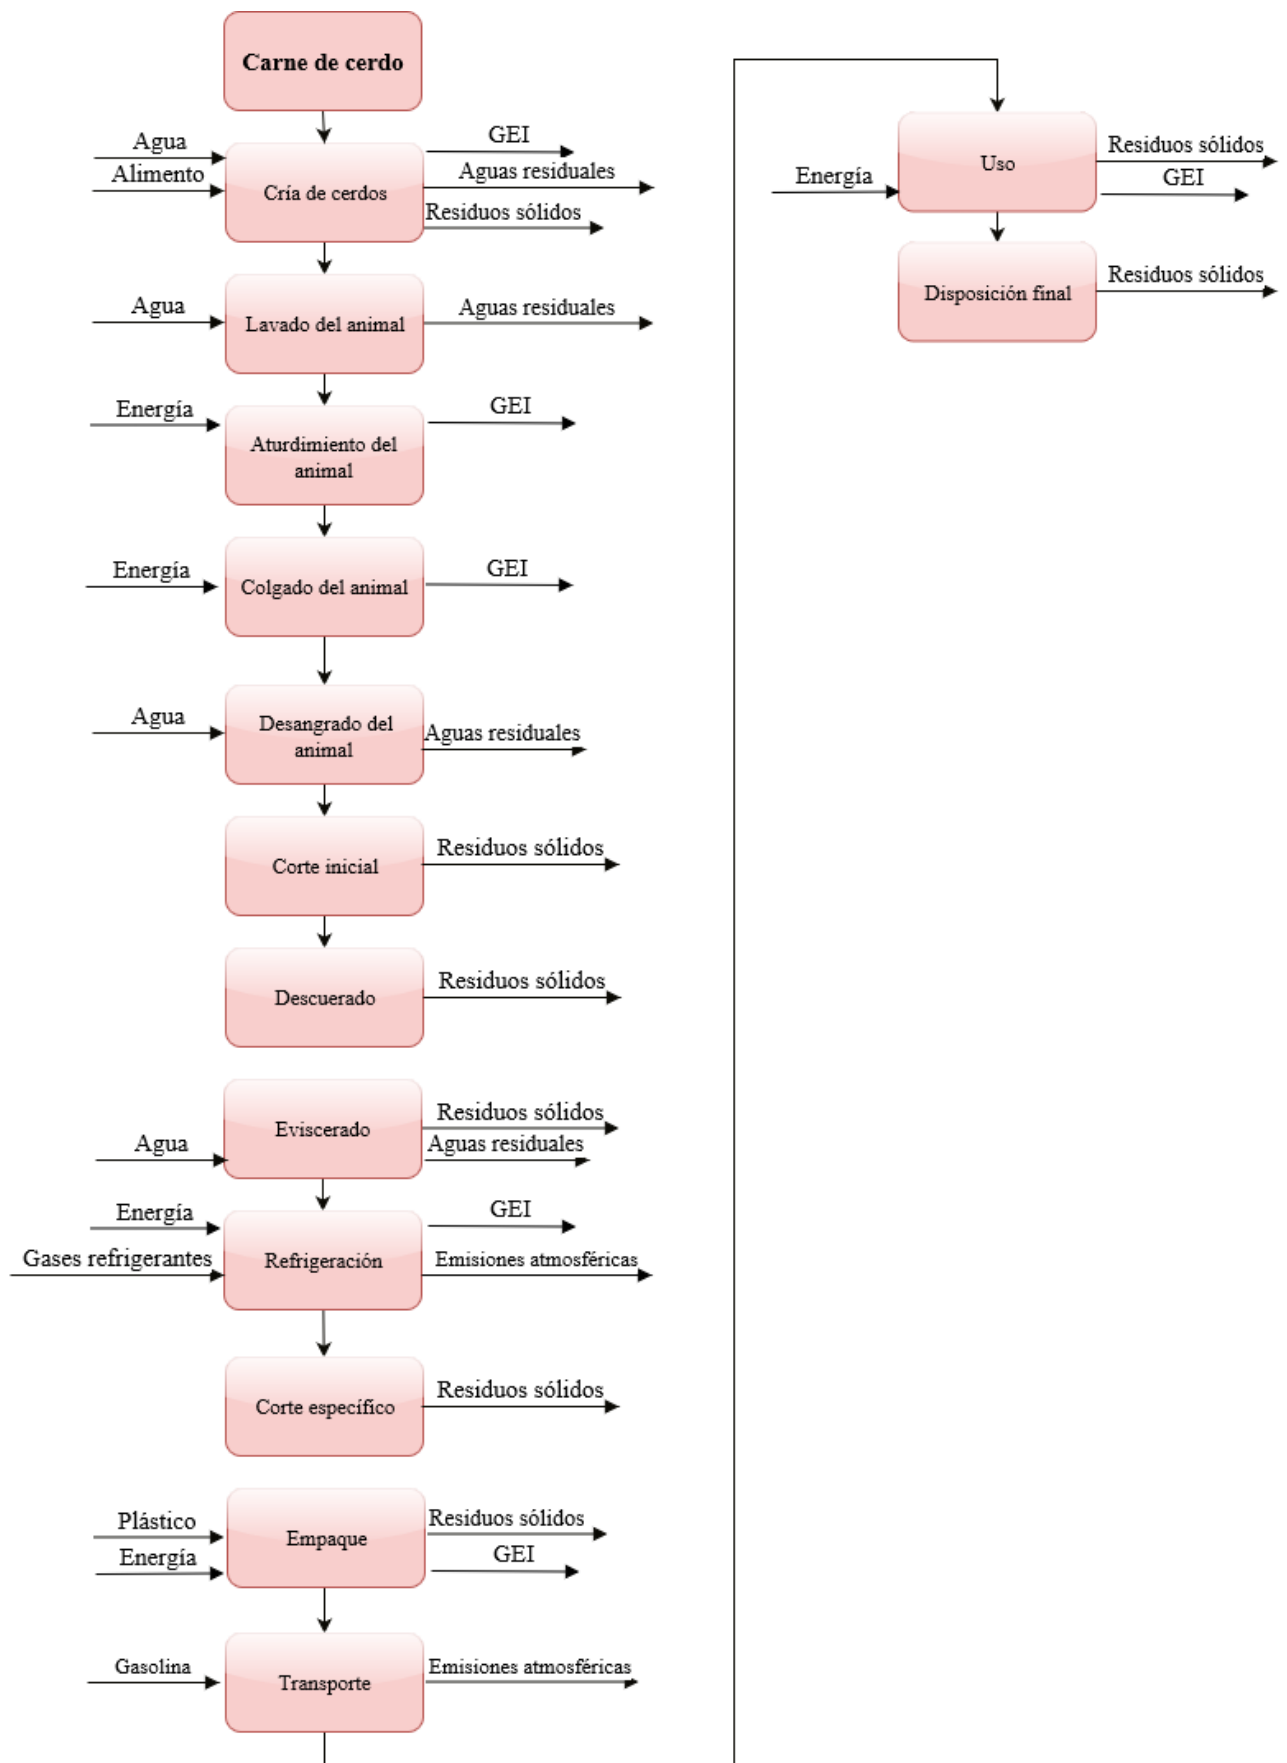 Carne de cerdo
Agua
Alimento
Cría de cerdos
GEI
Aguas residuales
Residuos sólidos
Agua
Lavado del animal
Aguas residuales
Energía
Aturdimiento del
animal
GEI
Energía
Colgado del animal
GEI
Agua
Desangrado del
animal
Aguas residuales
Corte inicial
Residuos sólidos
Descuerado
Residuos sólidos
Eviscerado
Agua
Residuos sólidos
Aguas residuales
Energía
Gases refrigerantes
Refrigeración
GEI
Emisiones atmosféricas
Corte específico
Residuos sólidos
Plástico
Energía
Empaque
Residuos sólidos
GEI
Gasolina
Transporte
Emisiones atmosféricas
Energía
Uso
Residuos sólidos
GEI
Disposición final
Residuos sólidos